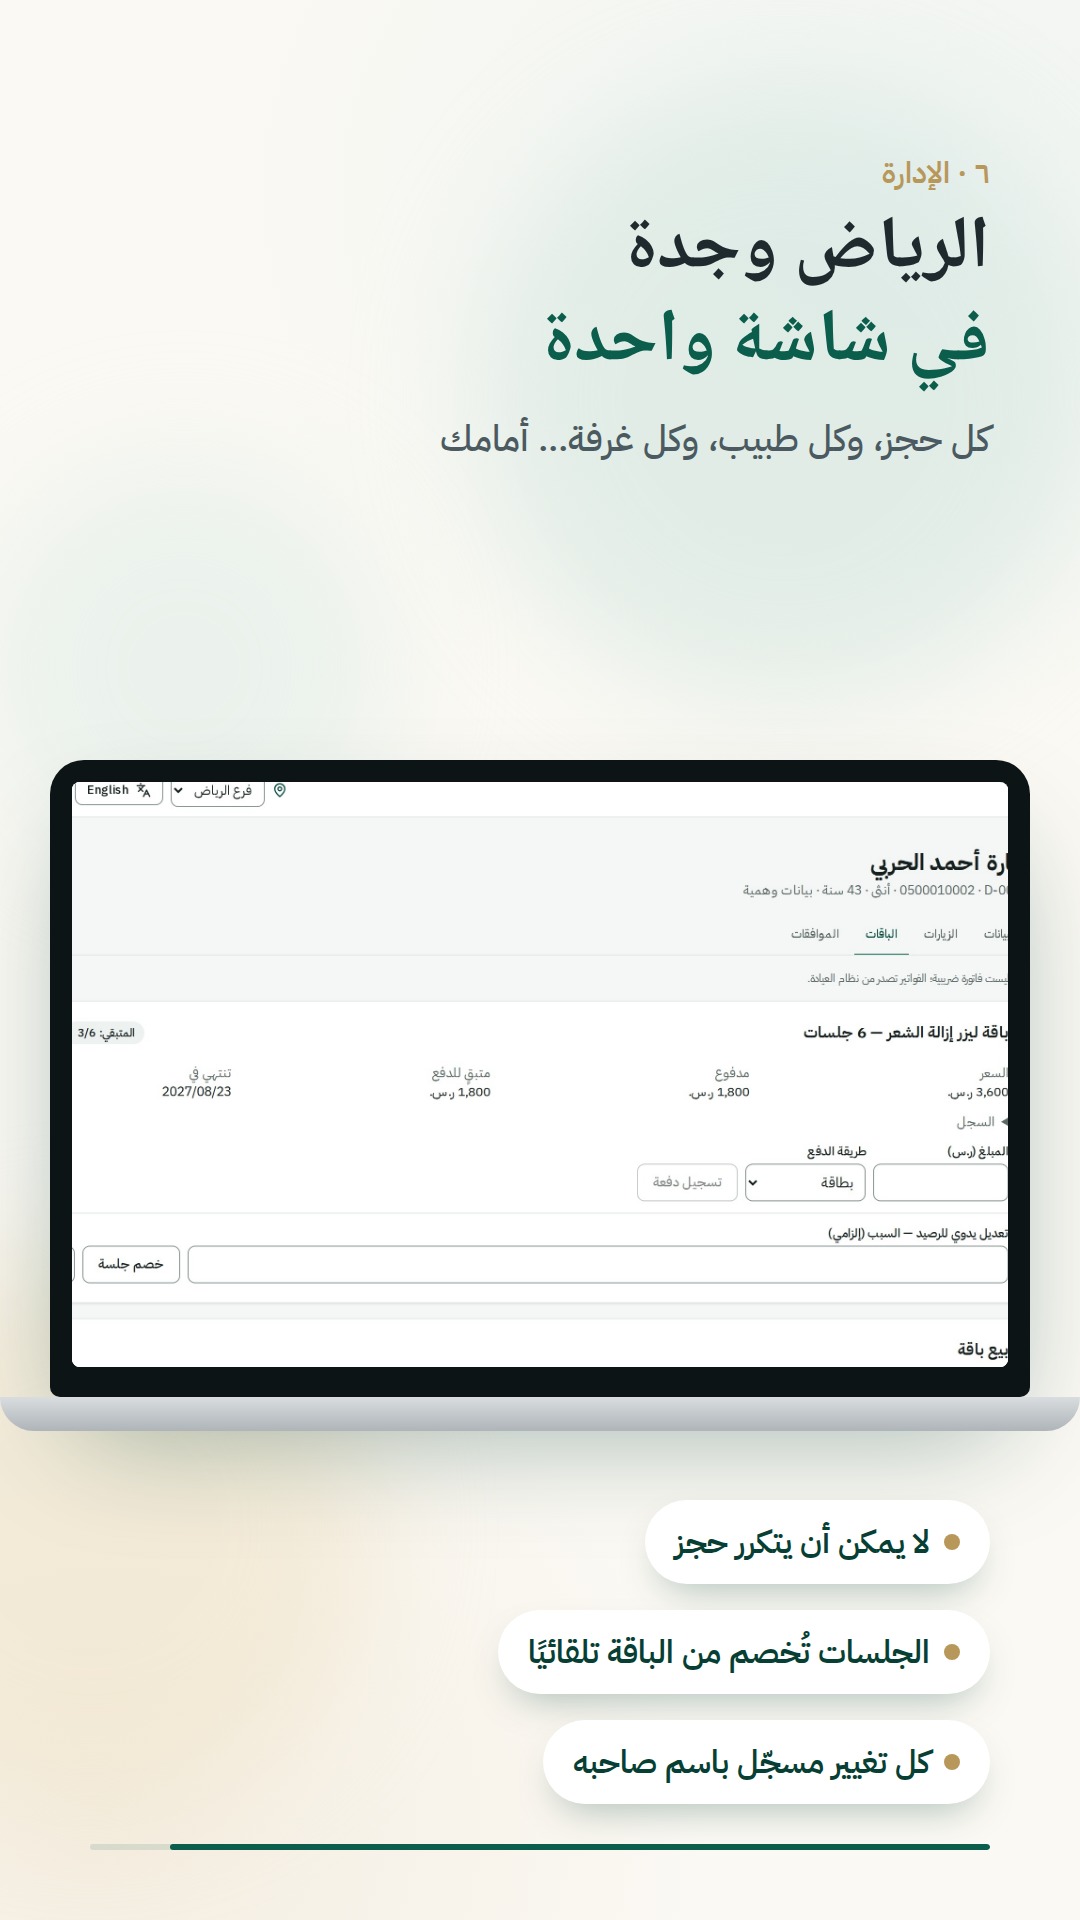 ٦ · الإدارة
الرياض وجدة
في شاشة واحدة
كل حجز، وكل طبيب، وكل غرفة... أمامك
فرع الرياض
English
أحمد الحربي
0500010002 · أنثى · 43 سنة · بيانات وهمية
الزيارات
الباقات
الموافقات
فاتورة ضريبية؛ الفواتير تصدر من نظام العيادة.
باقة ليزر إزالة الشعر — 6 جلسات
المتبقي: 3/6
السعر
مدفوع
متبقٍ للدفع
تنتهي في
3,600 ر.س.
1,800 ر.س.
1,800 ر.س.
2027/08/23
السجل
المبلغ (ر.س)
طريقة الدفع
بطاقة
تسجيل دفعة
تعديل يدوي للرصيد — السبب (إلزامي)
خصم جلسة
بيع باقة
لا يمكن أن يتكرر حجز
الجلسات تُخصم من الباقة تلقائيًا
كل تغيير مسجّل باسم صاحبه